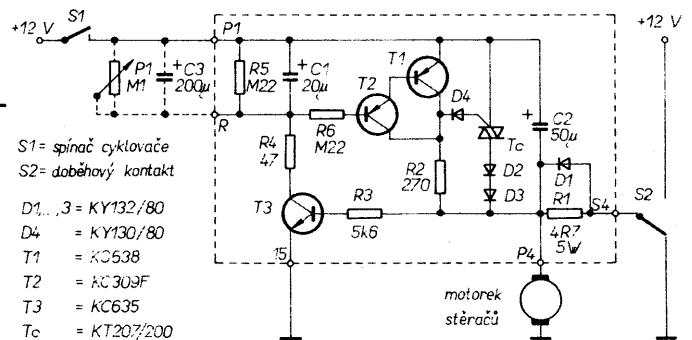 +12 V
S1
P1
T1
+12 V
P1
M1
+
C3
200µ
R5
M22
+
C1
20µ
T2
D4
+
C2
50µ
R
R6
M22
Tc
S1 = spínač cyklovače
S2 = doběhový kontakt
R4
47
R2
270
D2
D1
S2
D1,..,3 = KY132/80
T3
R3
5k6
D3
R1
S4
4R7
5W
D4 = KY130/80
15
P4
T1 = KC638
T2 = KC309F
T3 = KC635
Tc = KT207/200
motorek
stěračů